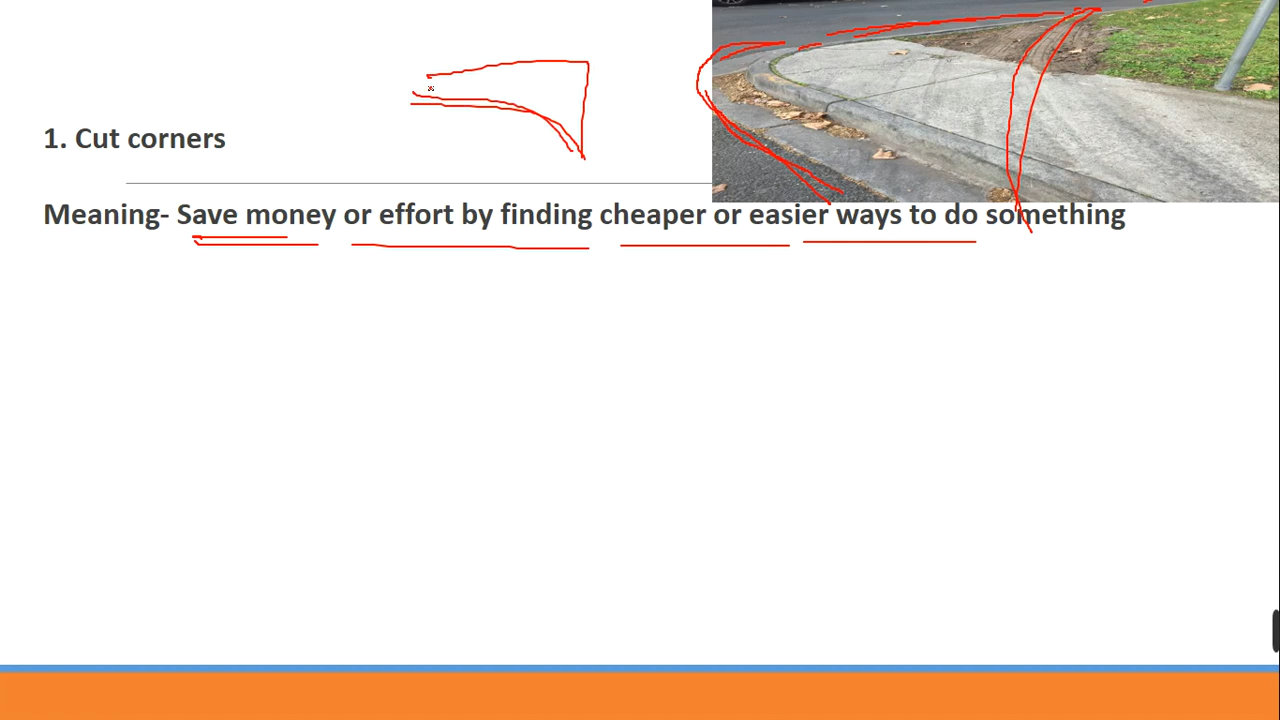 1. Cut corners
Meaning- Save money or effort by finding cheaper or easier ways to do something